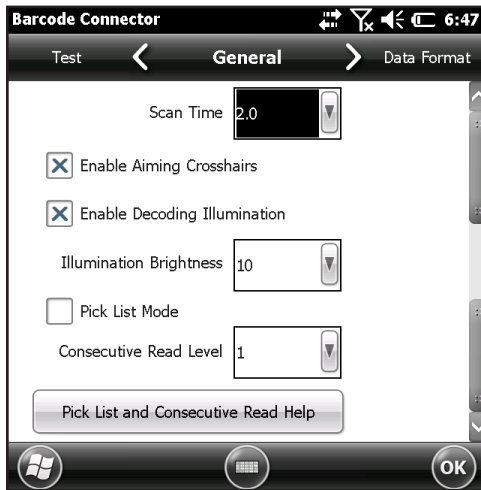 Barcode Connector 6:47
Test General Data Format
Scan Time 2.0
Enable Aiming Crosshairs
Enable Decoding Illumination
Illumination Brightness 10
Pick List Mode
Consecutive Read Level 1
Pick List and Consecutive Read Help
OK